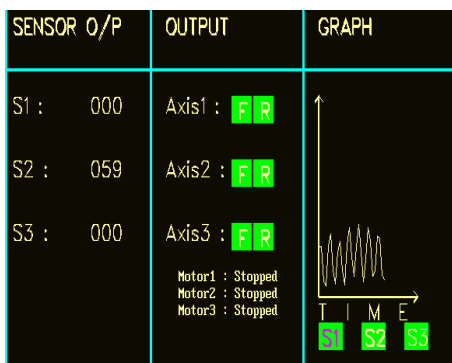 SENSOR O/P OUTPUT GRAPH
S1 : 000 Axis1 : F R
S2 : 059 Axis2 : F R
S3 : 000 Axis3 : F R
Motor1 : Stopped
Motor2 : Stopped
Motor3 : Stopped
T I M E
S1 S2 S3